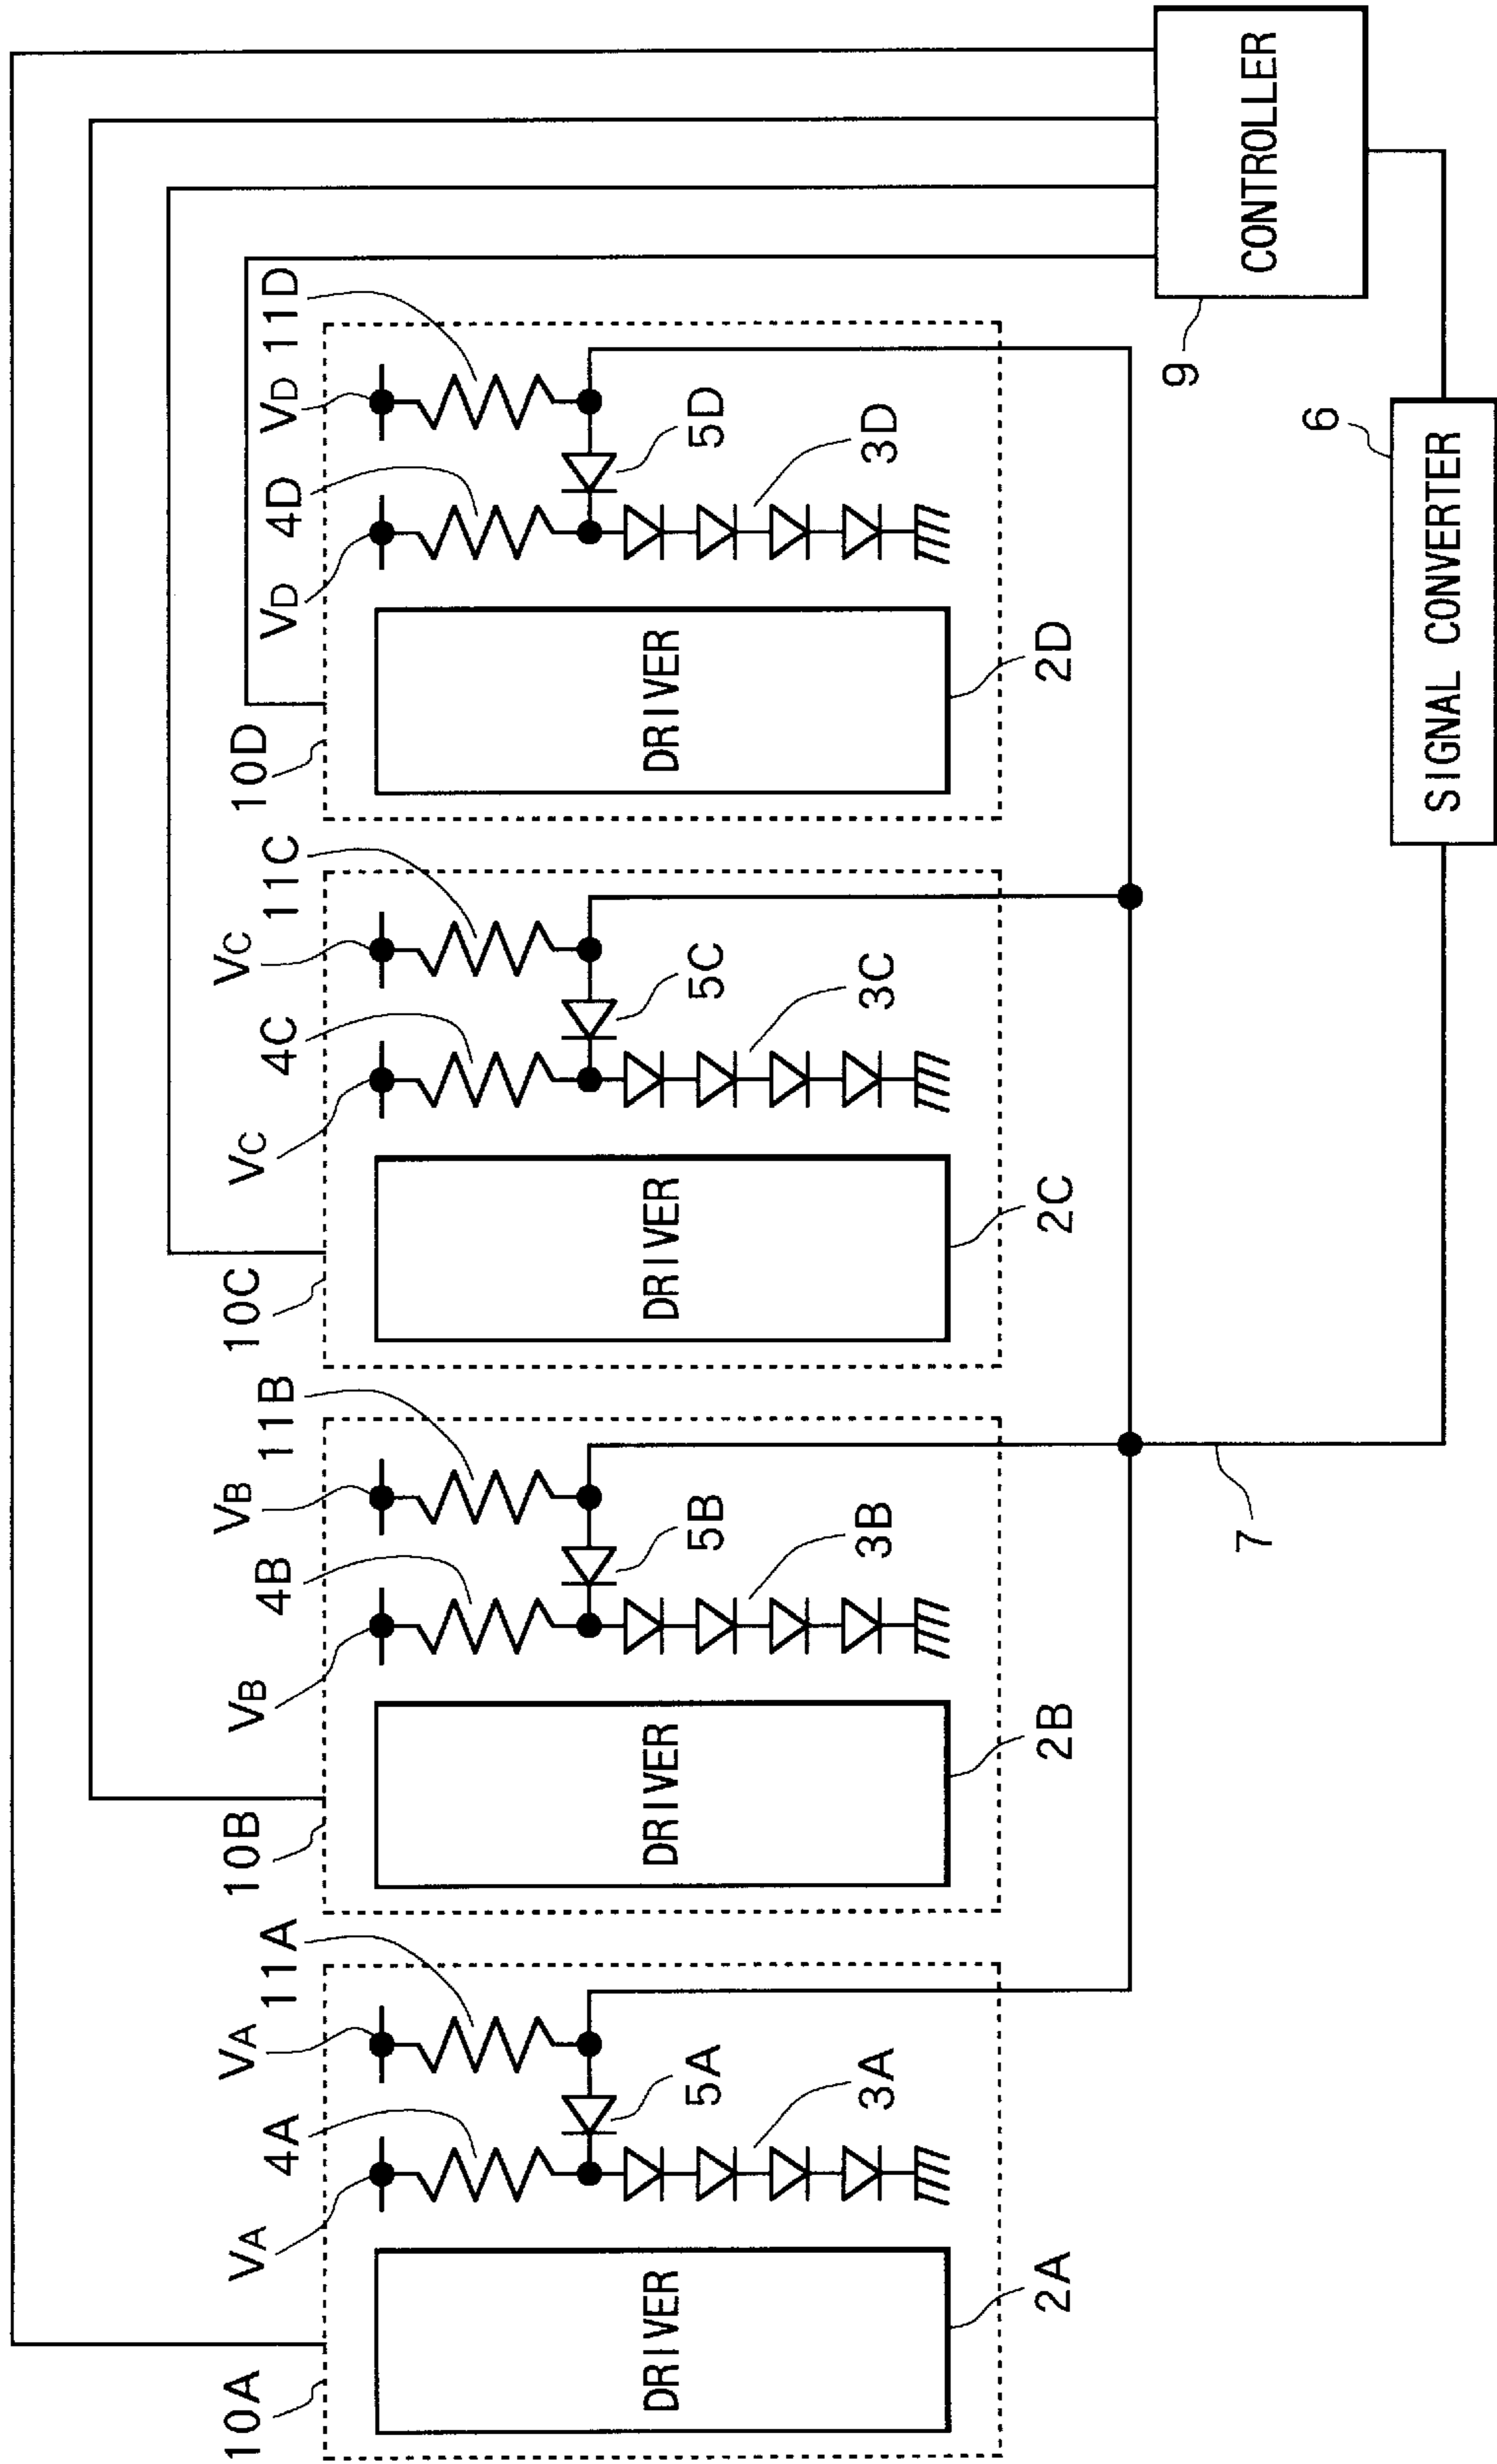 10A
VA
4A
VA
11A
DRIVER
2A
5A
3A
10B
VB
4B
VB
11B
DRIVER
2B
5B
3B
10C
VC
4C
VC
11C
DRIVER
2C
5C
3C
10D
VD
4D
VD
11D
DRIVER
2D
5D
3D
7
6
SIGNAL CONVERTER
9
CONTROLLER